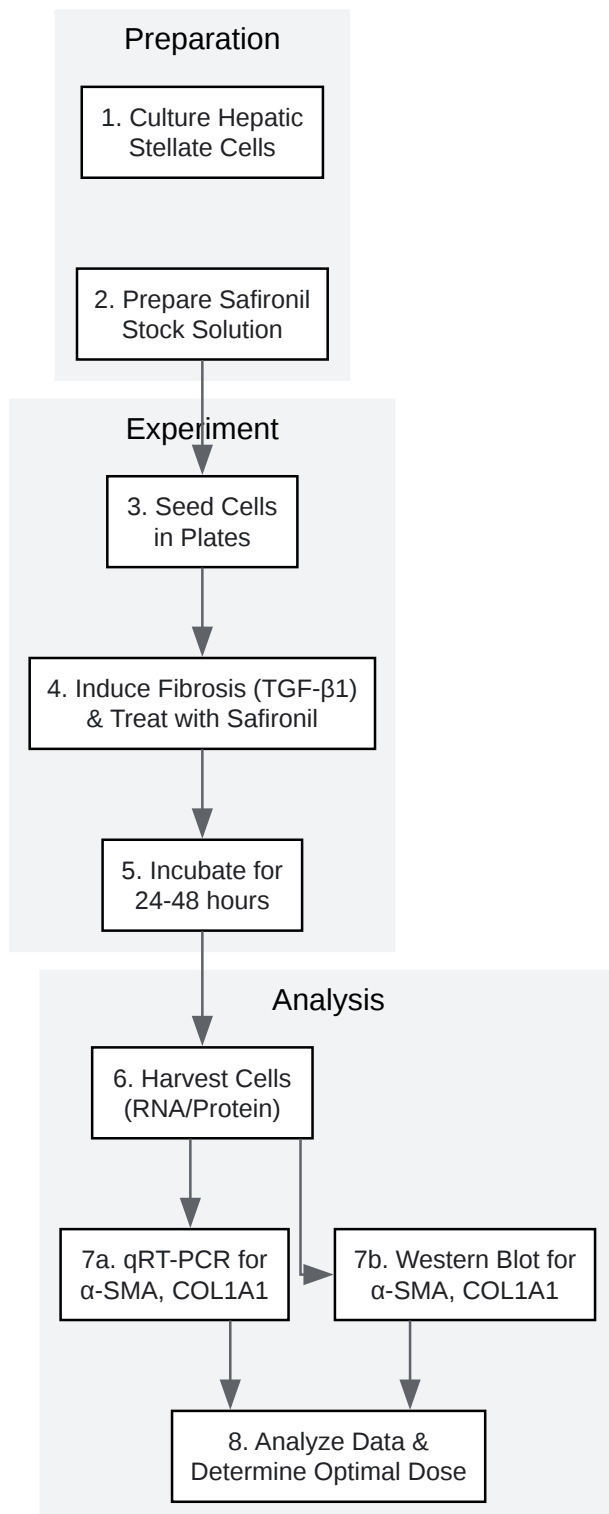 Preparation
1. Culture Hepatic
Stellate Cells
2. Prepare Safironil
Stock Solution
Experiment
3. Seed Cells
in Plates
4. Induce Fibrosis (TGF-β1)
& Treat with Safironil
5. Incubate for
24-48 hours
Analysis
6. Harvest Cells
(RNA/Protein)
7a. qRT-PCR for
α-SMA, COL1A1
7b. Western Blot for
α-SMA, COL1A1
8. Analyze Data &
Determine Optimal Dose